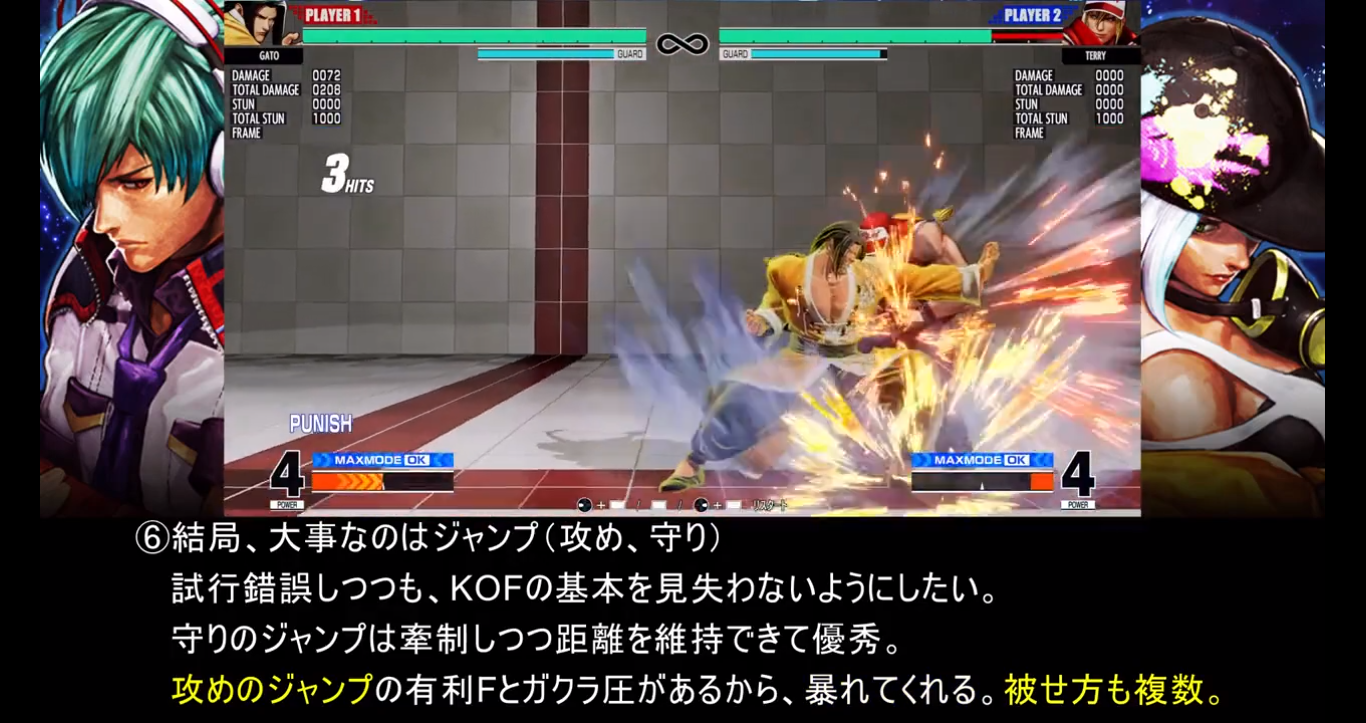 PLAYER 1
PLAYER 2
GATO
GUARD
GUARD
TERRY
DAMAGE 0072
TOTAL DAMAGE 0208
STUN 0000
TOTAL STUN 1000
FRAME
DAMAGE 0000
TOTAL DAMAGE 0000
STUN 0000
TOTAL STUN 1000
FRAME
3 HITS
PUNISH
4 POWER
MAXMODE OK
MAXMODE OK
4 POWER
+ / / + リスタート
⑥結局、大事なのはジャンプ（攻め、守り）
試行錯誤しつつも、KOFの基本を見失わないようにしたい。
守りのジャンプは牽制しつつ距離を維持できて優秀。
攻めのジャンプの有利Fとガクラ圧があるから、暴れてくれる。被せ方も複数。